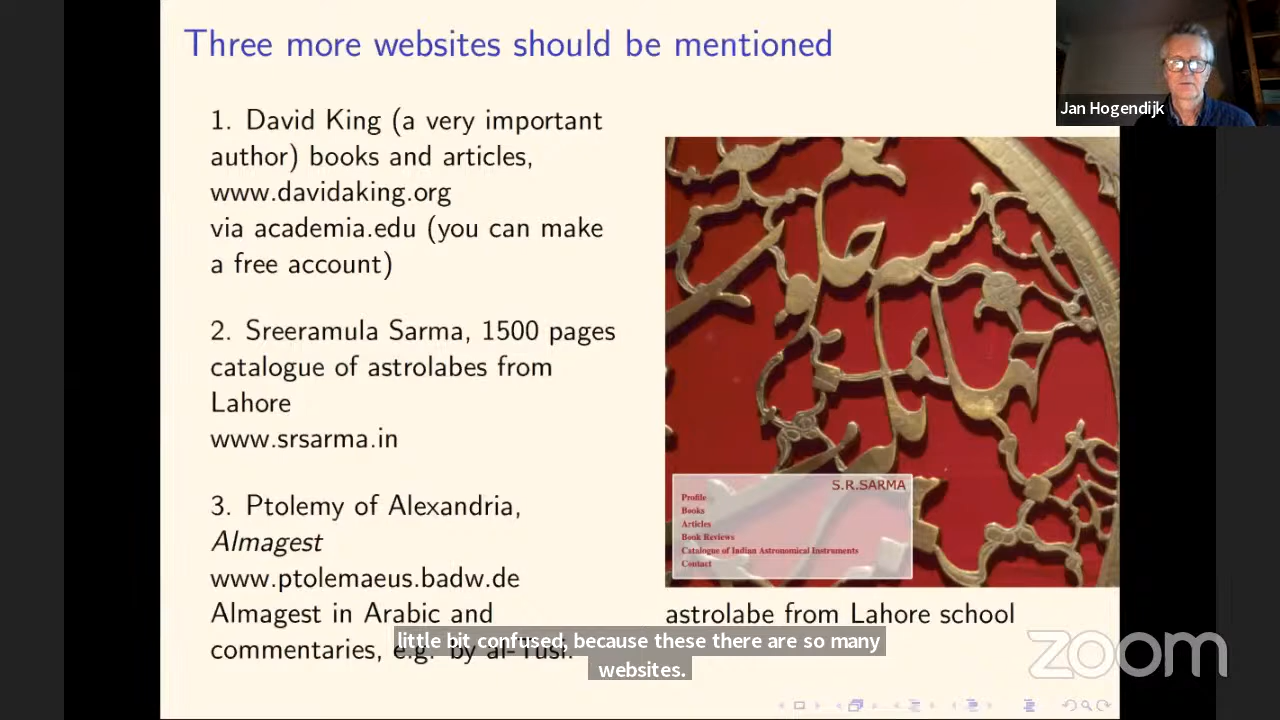 Three more websites should be mentioned
1. David King (a very important
author) books and articles,
www.davidaking.org
via academia.edu (you can make
a free account)
2. Sreeramula Sarma, 1500 pages
catalogue of astrolabes from
Lahore
www.srsarma.in
3. Ptolemy of Alexandria,
Almagest
www.ptolemaeus.badw.de
Almagest in Arabic and
commentaries, e.g. by al-Tusi.
Jan Hogendijk
S.R.SARMA
Profile
Books
Articles
Book Reviews
Catalogue of Indian Astronomical Instruments
Contact
astrolabe from Lahore school
little bit confused, because these there are so many
websites.
zoom